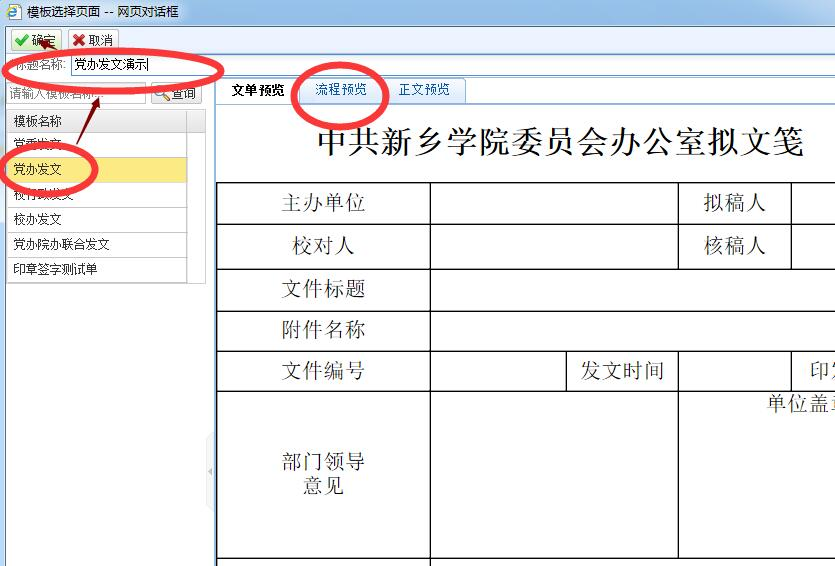 模板选择页面 -- 网页对话框
确定 取消
标题名称: 党办发文演示
请输入模板名称... 查询
模板名称
党委发文
党办发文
校行政发文
校办发文
党办院办联合发文
印章签字测试单
文单预览 流程预览 正文预览
中共新乡学院委员会办公室拟文笺
主办单位 拟稿人
校对人 核稿人
文件标题
附件名称
文件编号 发文时间 印发
单位盖章
部门领导
意见